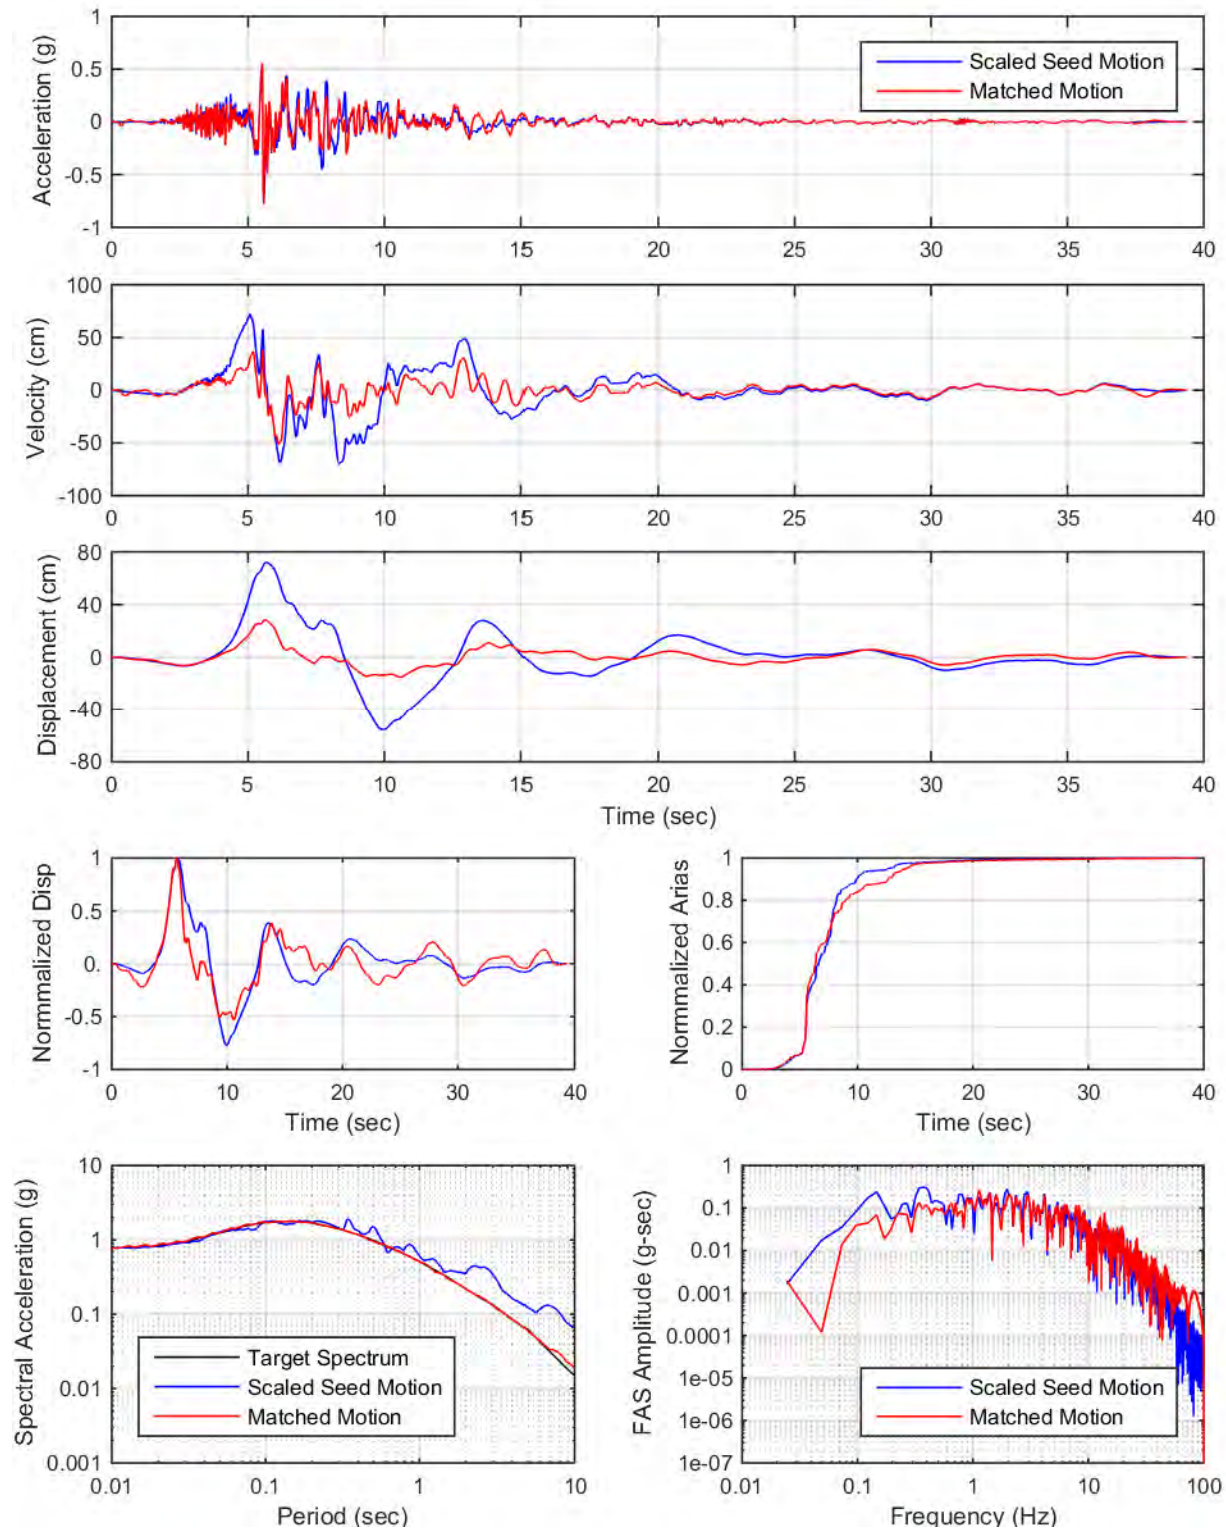 Acceleration (g)
1
0.5
0
-0.5
-1
Scaled Seed Motion
Matched Motion
0 5 10 15 20 25 30 35 40
Velocity (cm)
100
50
0
-50
-100
0 5 10 15 20 25 30 35 40
Displacement (cm)
80
40
0
-40
-80
0 5 10 15 20 25 30 35 40
Time (sec)
Normmalized Disp
1
0.5
0.
-0.5
-1
0 10 20 30 40
Time (sec)
Normmalized Arias
1
0.8
0.6
0.4
0.2
0
0 10 20 30 40
Time (sec)
Spectral Acceleration (g)
10
1
0.1
0.01
0.001
Target Spectrum
Scaled Seed Motion
Matched Motion
0.01 0.1 1 10
Period (sec)
FAS Amplitude (g-sec)
1
0.1
0.01
0.001
0.0001
1e-05
1e-06
1e-07
Scaled Seed Motion
Matched Motion
0.01 0.1 1 10 100
Frequency (Hz)